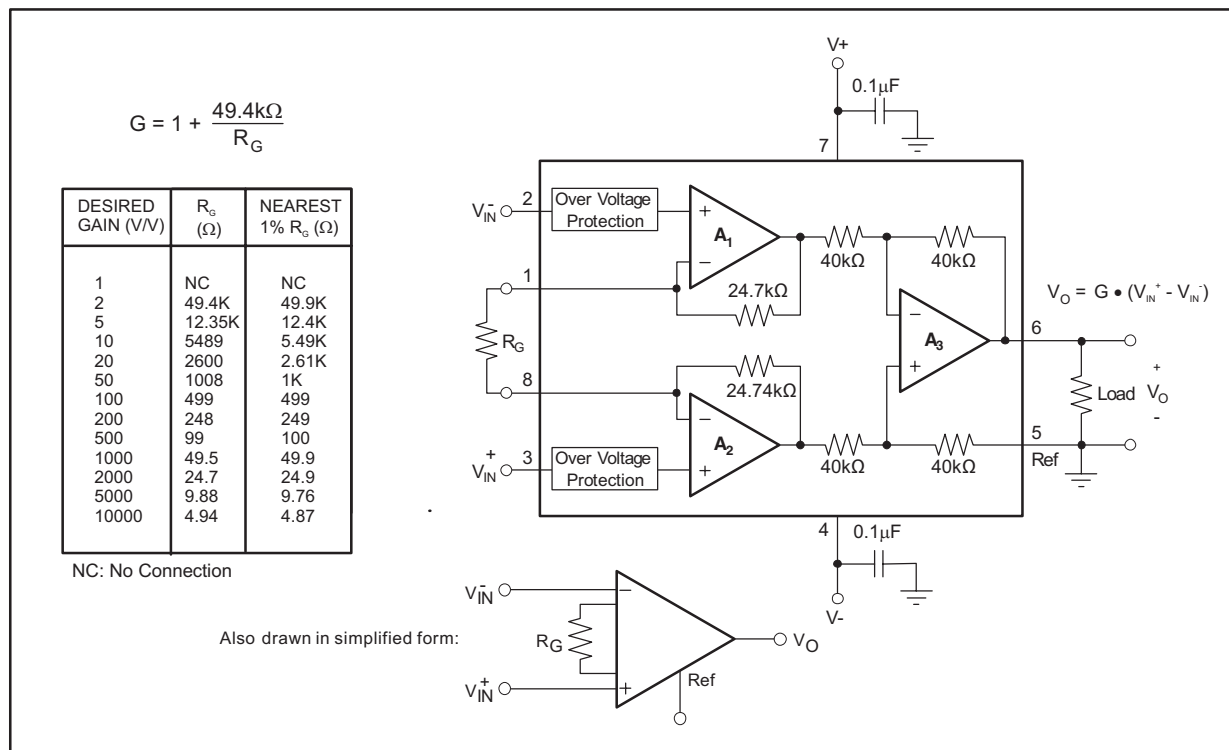 G = 1 + 49.4kΩ / R_G
DESIRED GAIN (V/V) R_G (Ω) NEAREST 1% R_G (Ω)
1 NC NC
2 49.4K 49.9K
5 12.35K 12.4K
10 5489 5.49K
20 2600 2.61K
50 1008 1K
100 499 499
200 248 249
500 99 100
1000 49.5 49.9
2000 24.7 24.9
5000 9.88 9.76
10000 4.94 4.87
NC: No Connection
V+
0.1µF
7
V_IN^-
2
Over Voltage
Protection
+
A₁
−
40kΩ
40kΩ
1
24.7kΩ
R_G
V_O = G • (V_IN^+ - V_IN^-)
−
A₃
+
6
8
24.74kΩ
−
A₂
+
Load
+
V_O
-
V_IN^+
3
Over Voltage
Protection
40kΩ
40kΩ
5
Ref
4
0.1µF
V-
Also drawn in simplified form:
V_IN^-
−
R_G
V_O
V_IN^+
+
Ref